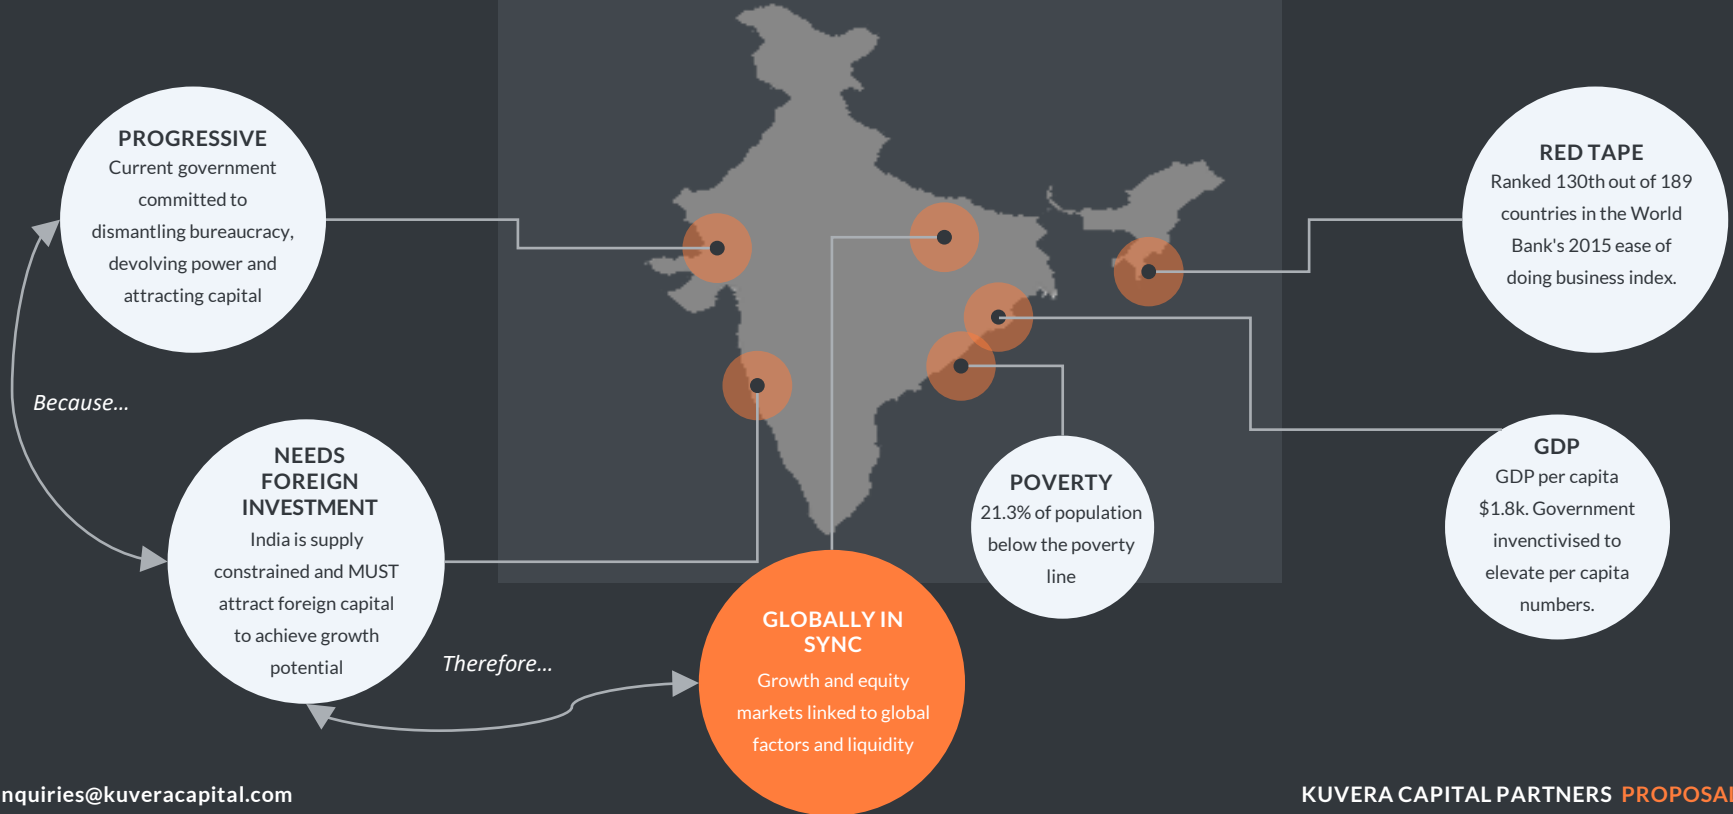 PROGRESSIVE
Current government
committed to
dismantling bureaucracy,
devolving power and
attracting capital
Because...
NEEDS
FOREIGN
INVESTMENT
India is supply
constrained and MUST
attract foreign capital
to achieve growth
potential
Therefore...
GLOBALLY IN
SYNC
Growth and equity
markets linked to global
factors and liquidity
POVERTY
21.3% of population
below the poverty
line
RED TAPE
Ranked 130th out of 189
countries in the World
Bank's 2015 ease of
doing business index.
GDP
GDP per capita
$1.8k. Government
invenctivised to
elevate per capita
numbers.
nquiries@kuveracapital.com
KUVERA CAPITAL PARTNERS PROPOSAL